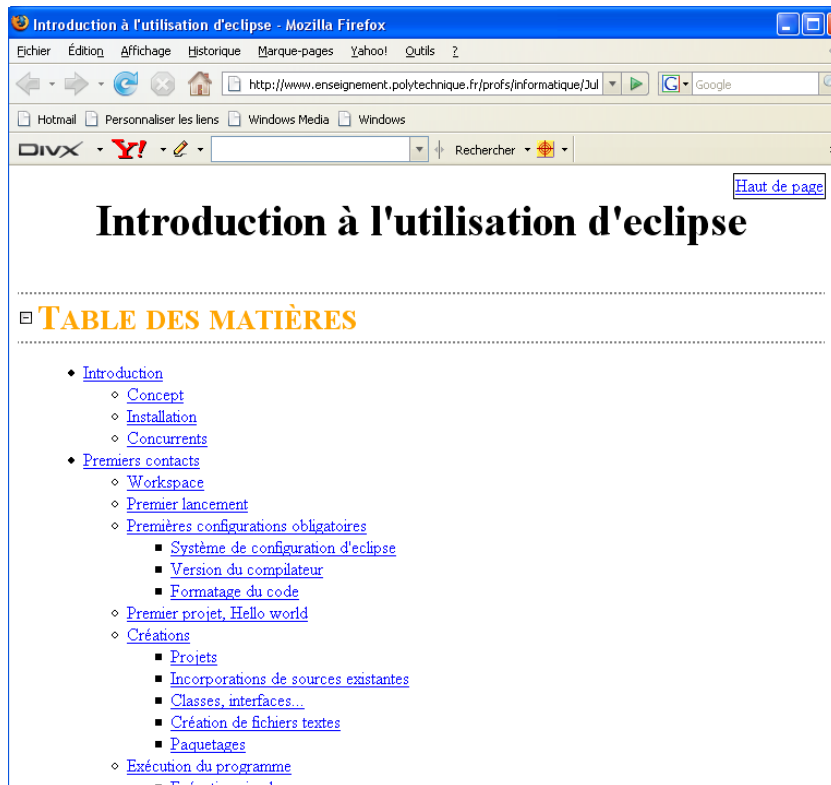 Introduction à l'utilisation d'eclipse - Mozilla Firefox
Fichier Édition Affichage Historique Marque-pages Yahoo! Outils ?
http://www.enseignement.polytechnique.fr/profs/informatique/Jul G Google
Hotmail Personnaliser les liens Windows Media Windows
DIVX Y! Rechercher
Haut de page
Introduction à l'utilisation d'eclipse
TABLE DES MATIÈRES
Introduction
Concept
Installation
Concurrents
Premiers contacts
Workspace
Premier lancement
Premières configurations obligatoires
Système de configuration d'eclipse
Version du compilateur
Formatage du code
Premier projet, Hello world
Créations
Projets
Incorporations de sources existantes
Classes, interfaces...
Création de fichiers textes
Paquetages
Exécution du programme